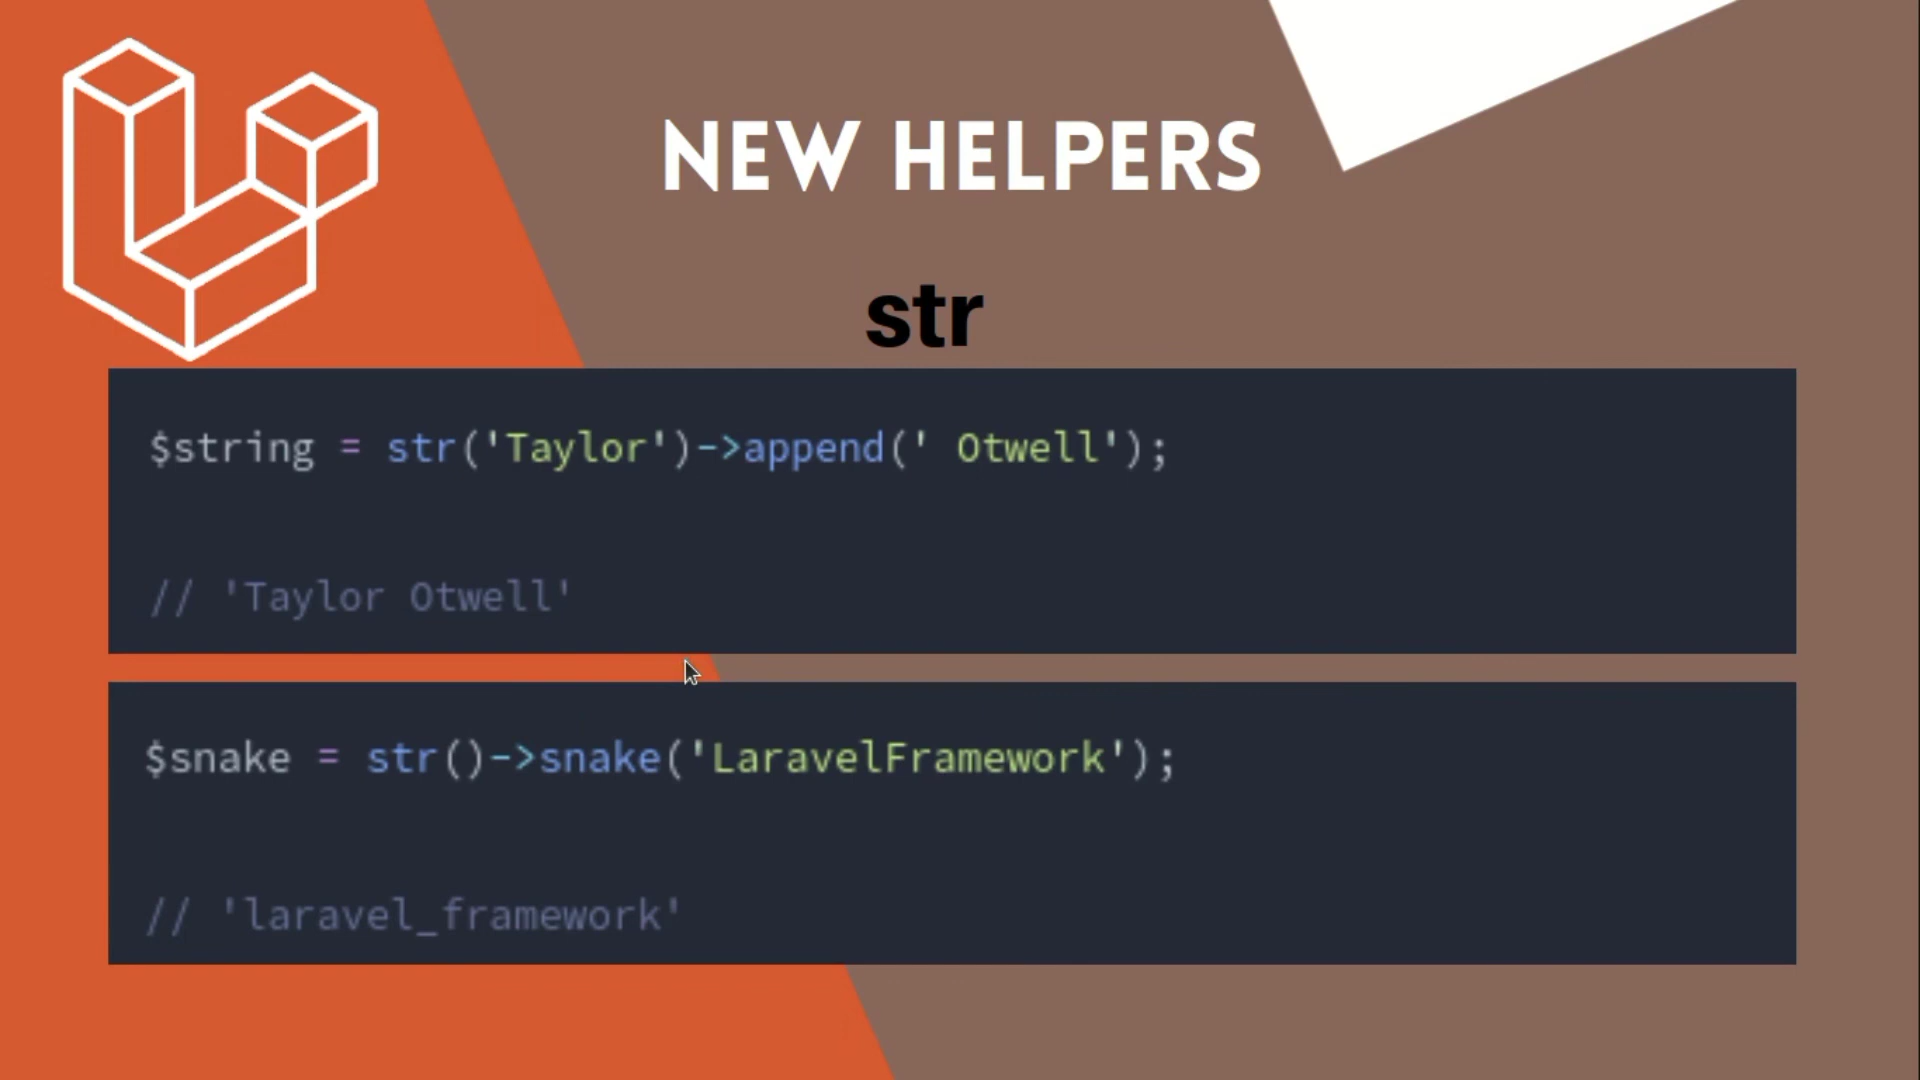 NEW HELPERS
str
$string = str('Taylor')->append(' Otwell');
// 'Taylor Otwell'
$snake = str()->snake('LaravelFramework');
// 'laravel_framework'